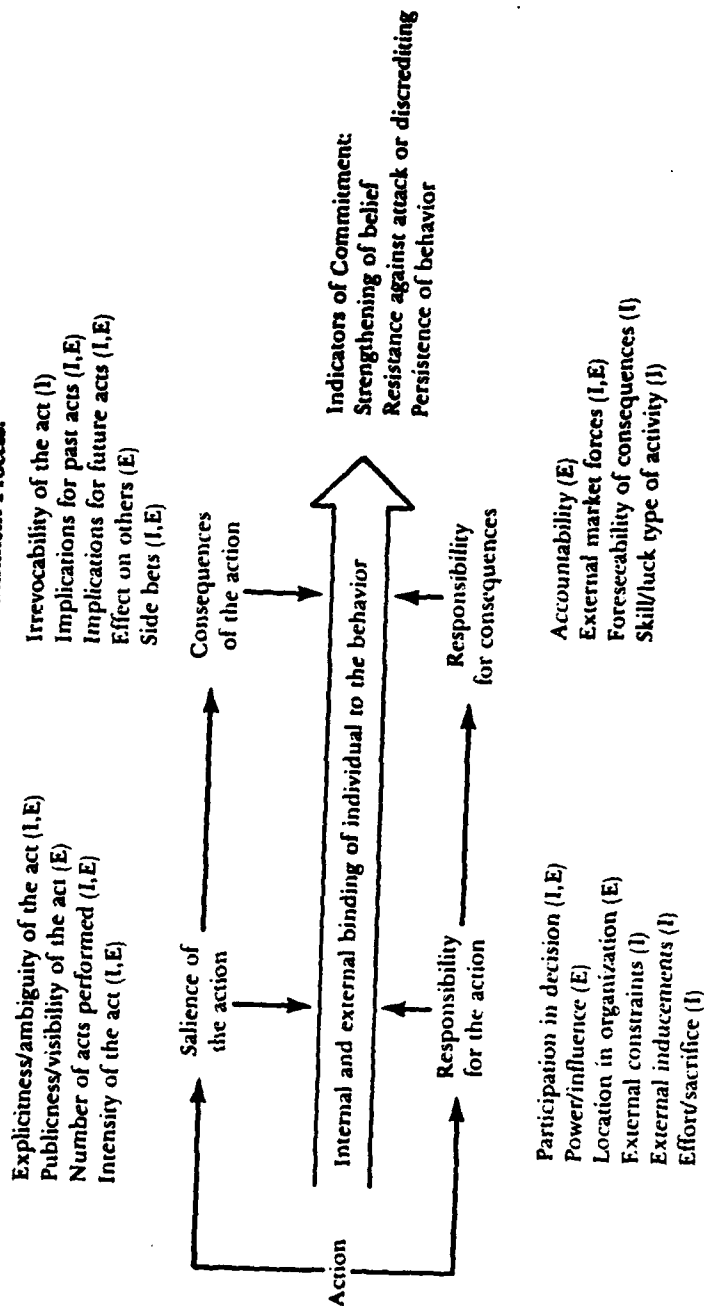 Process
Explicitness/ambiguity of the act (I,E)
Publicness/visibility of the act (E)
Number of acts performed (I,E)
Intensity of the act (I,E)
Irrevocability of the act (I)
Implications for past acts (I,E)
Implications for future acts (I,E)
Effect on others (E)
Side bets (I,E)
Salience of
the action
Consequences
of the action
Action
Internal and external binding of individual to the behavior
Indicators of Commitment:
Strengthening of belief
Resistance against attack or discrediting
Persistence of behavior
Responsibility
for the action
Responsibility
for consequences
Participation in decision (I,E)
Power/influence (E)
Location in organization (E)
External constraints (I)
External inducements (I)
Effort/sacrifice (I)
Accountability (E)
External market forces (I,E)
Foreseeability of consequences (I)
Skill/luck type of activity (I)